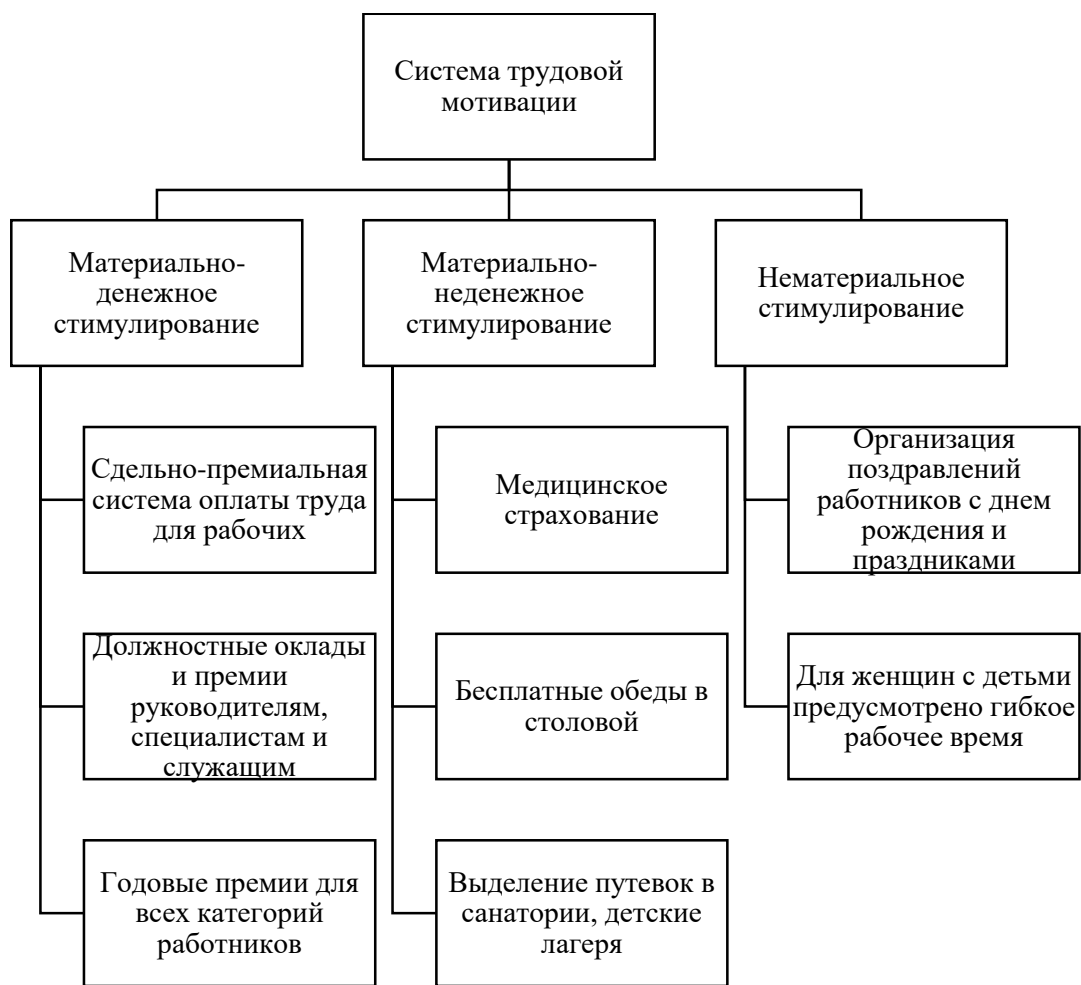 Система трудовой
мотивации
Материально-
денежное
стимулирование
Материально-
неденежное
стимулирование
Нематериальное
стимулирование
Сдельно-премиальная
система оплаты труда
для рабочих
Медицинское
страхование
Организация
поздравлений
работников с днем
рождения и
праздниками
Должностные оклады
и премии
руководителям,
специалистам и
служащим
Бесплатные обеды в
столовой
Для женщин с детьми
предусмотрено гибкое
рабочее время
Годовые премии для
всех категорий
работников
Выделение путевок в
санатории, детские
лагеря